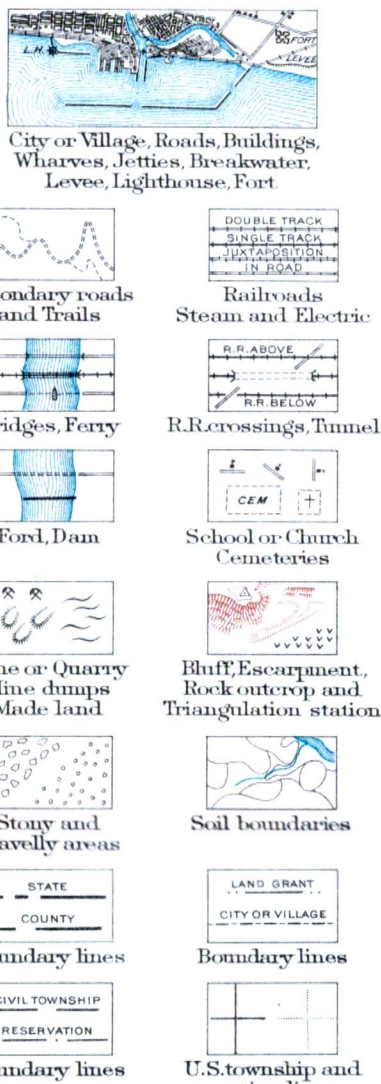 L.H.
FORT
LEVEE
City or Village, Roads, Buildings,
Wharves, Jetties, Breakwater,
Levee, Lighthouse, Fort
ondary roads
and Trails
DOUBLE TRACK
SINGLE TRACK
JUXTAPOSITION
IN ROAD
Railroads
Steam and Electric
ridges, Ferry
R.R. ABOVE
R.R. BELOW
R.R. crossings, Tunnel
Ford, Dam
CEM
School or Church
Cemeteries
ne or Quarry
ine dumps
Made land
Bluff, Escarpment,
Rock outcrop and
Triangulation station
Stony and
avelly areas
Soil boundaries
STATE
COUNTY
undary lines
LAND GRANT
CITY OR VILLAGE
Boundary lines
CIVIL TOWNSHIP
RESERVATION
undary lines
U.S. township and